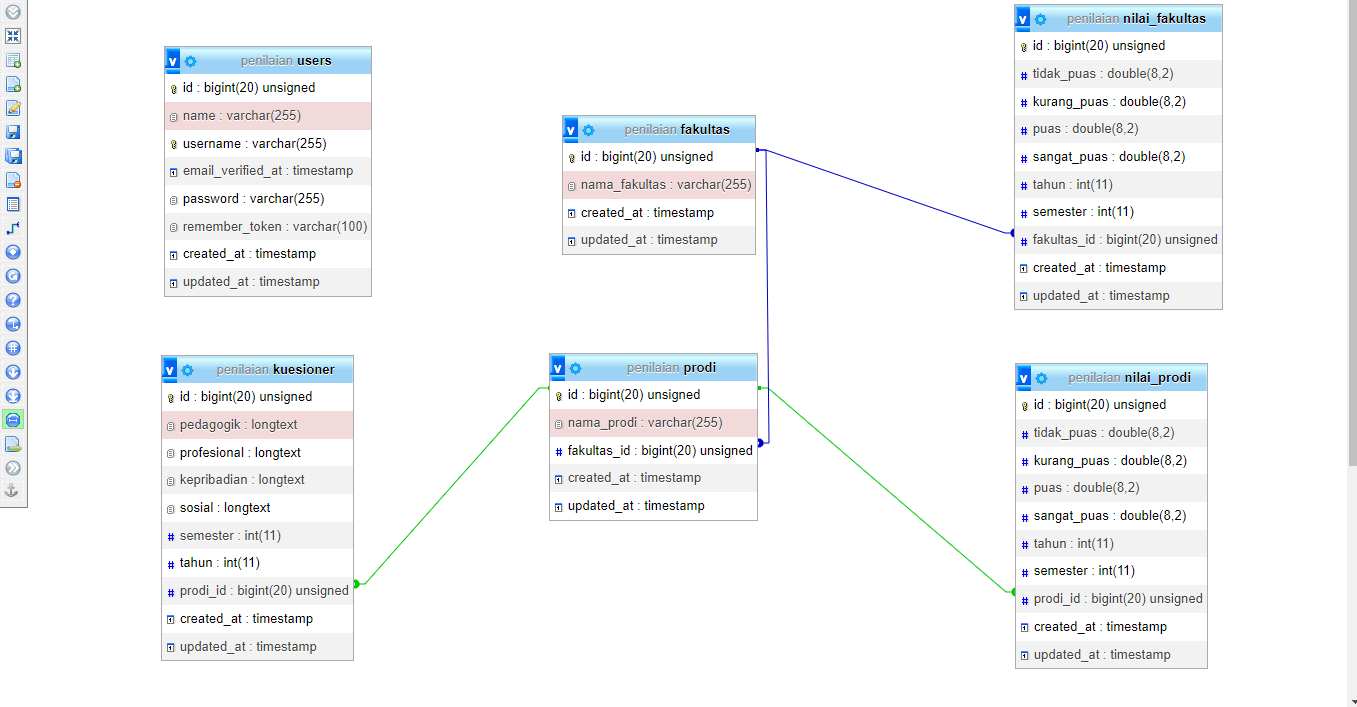 penilaian users
id : bigint(20) unsigned
name : varchar(255)
username : varchar(255)
email_verified_at : timestamp
password : varchar(255)
remember_token : varchar(100)
created_at : timestamp
updated_at : timestamp
penilaian fakultas
id : bigint(20) unsigned
nama_fakultas : varchar(255)
created_at : timestamp
updated_at : timestamp
penilaian nilai_fakultas
id : bigint(20) unsigned
tidak_puas : double(8,2)
kurang_puas : double(8,2)
puas : double(8,2)
sangat_puas : double(8,2)
tahun : int(11)
semester : int(11)
fakultas_id : bigint(20) unsigned
created_at : timestamp
updated_at : timestamp
penilaian kuesioner
id : bigint(20) unsigned
pedagogik : longtext
profesional : longtext
kepribadian : longtext
sosial : longtext
semester : int(11)
tahun : int(11)
prodi_id : bigint(20) unsigned
created_at : timestamp
updated_at : timestamp
penilaian prodi
id : bigint(20) unsigned
nama_prodi : varchar(255)
fakultas_id : bigint(20) unsigned
created_at : timestamp
updated_at : timestamp
penilaian nilai_prodi
id : bigint(20) unsigned
tidak_puas : double(8,2)
kurang_puas : double(8,2)
puas : double(8,2)
sangat_puas : double(8,2)
tahun : int(11)
semester : int(11)
prodi_id : bigint(20) unsigned
created_at : timestamp
updated_at : timestamp